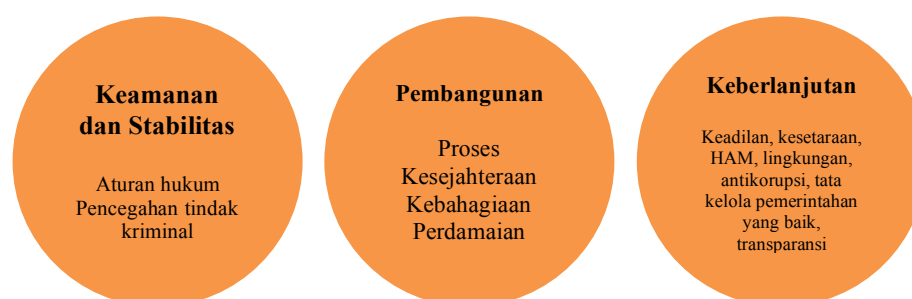 Keamanan
dan Stabilitas
Aturan hukum
Pencegahan tindak
kriminal
Pembangunan
Proses
Kesejahteraan
Kebahagiaan
Perdamaian
Keberlanjutan
Keadilan, kesetaraan,
HAM, lingkungan,
antikorupsi, tata
kelola pemerintahan
yang baik,
transparansi